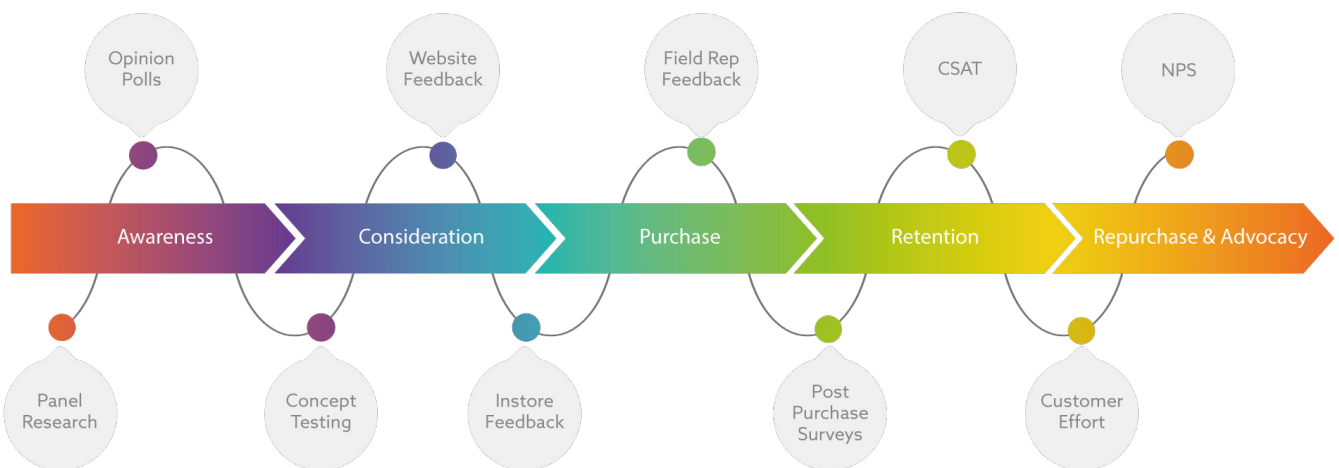 Opinion
Polls
Website
Feedback
Field Rep
Feedback
CSAT
NPS
Awareness
Consideration
Purchase
Retention
Repurchase & Advocacy
Panel
Research
Concept
Testing
Instore
Feedback
Post
Purchase
Surveys
Customer
Effort